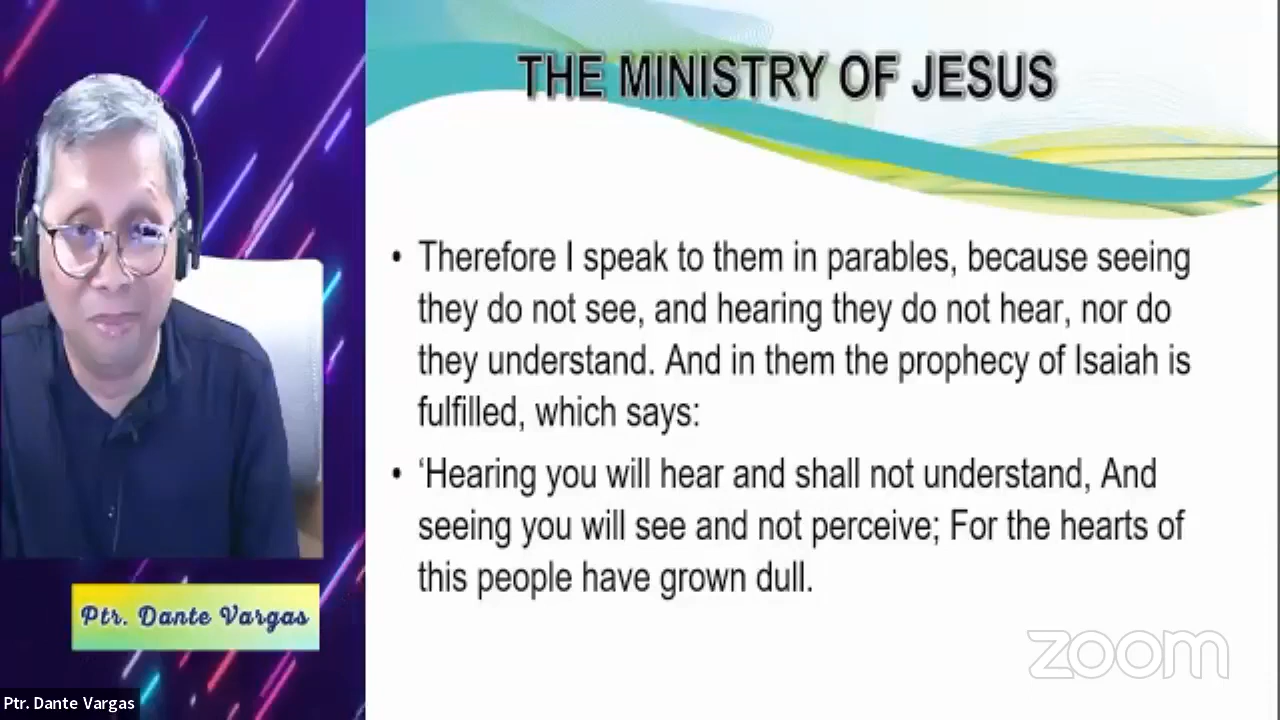 THE MINISTRY OF JESUS
• Therefore I speak to them in parables, because seeing
they do not see, and hearing they do not hear, nor do
they understand. And in them the prophecy of Isaiah is
fulfilled, which says:
• ‘Hearing you will hear and shall not understand, And
seeing you will see and not perceive; For the hearts of
this people have grown dull.
Ptr. Dante Vargas
zoom
Ptr. Dante Vargas